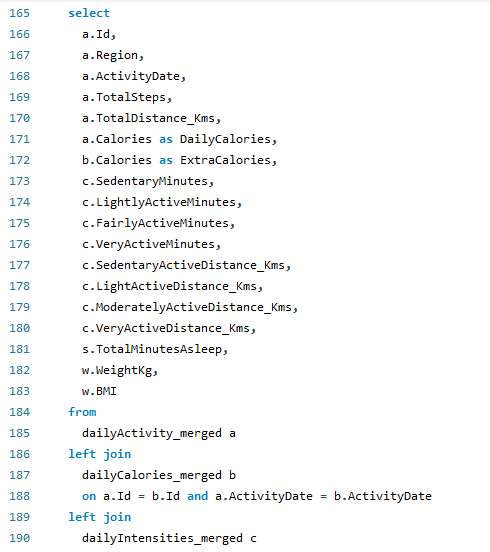 165 select
166 a.Id,
167 a.Region,
168 a.ActivityDate,
169 a.TotalSteps,
170 a.TotalDistance_Kms,
171 a.Calories as DailyCalories,
172 b.Calories as ExtraCalories,
173 c.SedentaryMinutes,
174 c.LightlyActiveMinutes,
175 c.FairlyActiveMinutes,
176 c.VeryActiveMinutes,
177 c.SedentaryActiveDistance_Kms,
178 c.LightActiveDistance_Kms,
179 c.ModeratelyActiveDistance_Kms,
180 c.VeryActiveDistance_Kms,
181 s.TotalMinutesAsleep,
182 w.WeightKg,
183 w.BMI
184 from
185 dailyActivity_merged a
186 left join
187 dailyCalories_merged b
188 on a.Id = b.Id and a.ActivityDate = b.ActivityDate
189 left join
190 dailyIntensities_merged c